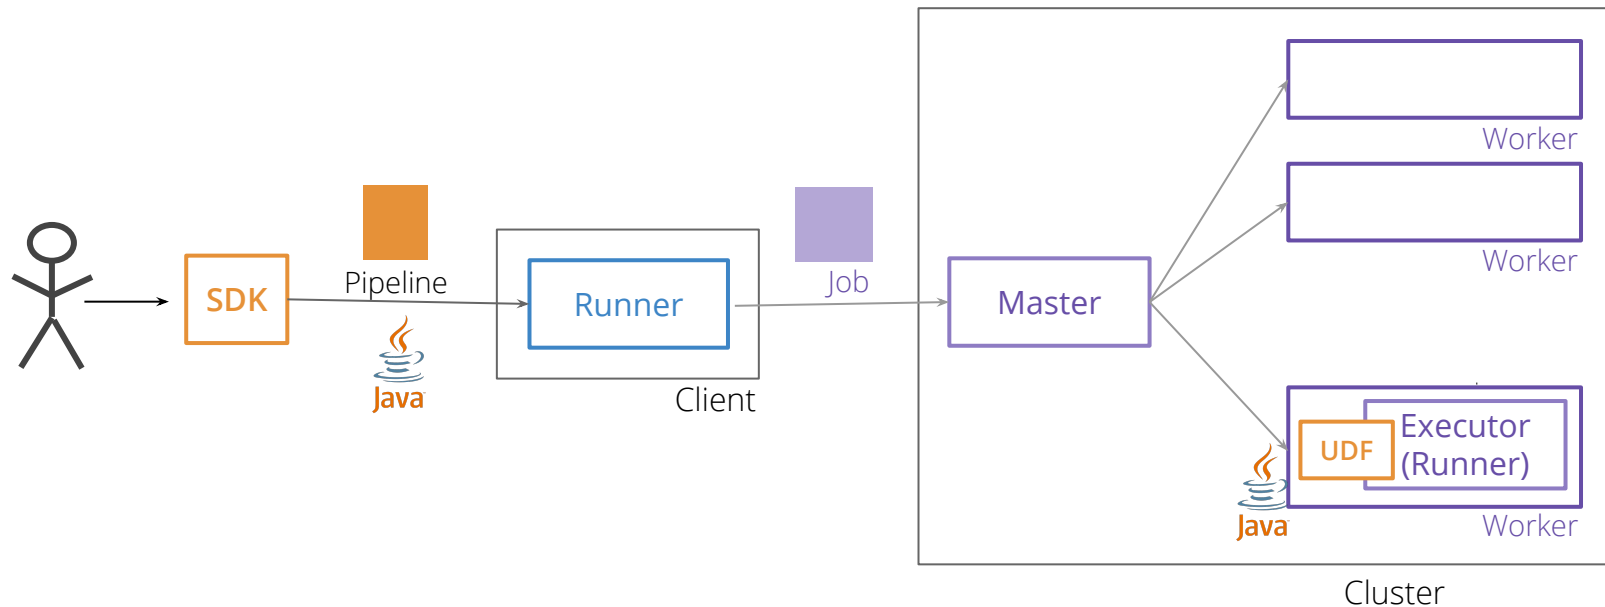 SDK
Pipeline
Java
Runner
Client
Job
Master
Worker
Worker
UDF
Executor
(Runner)
Java
Worker
Cluster